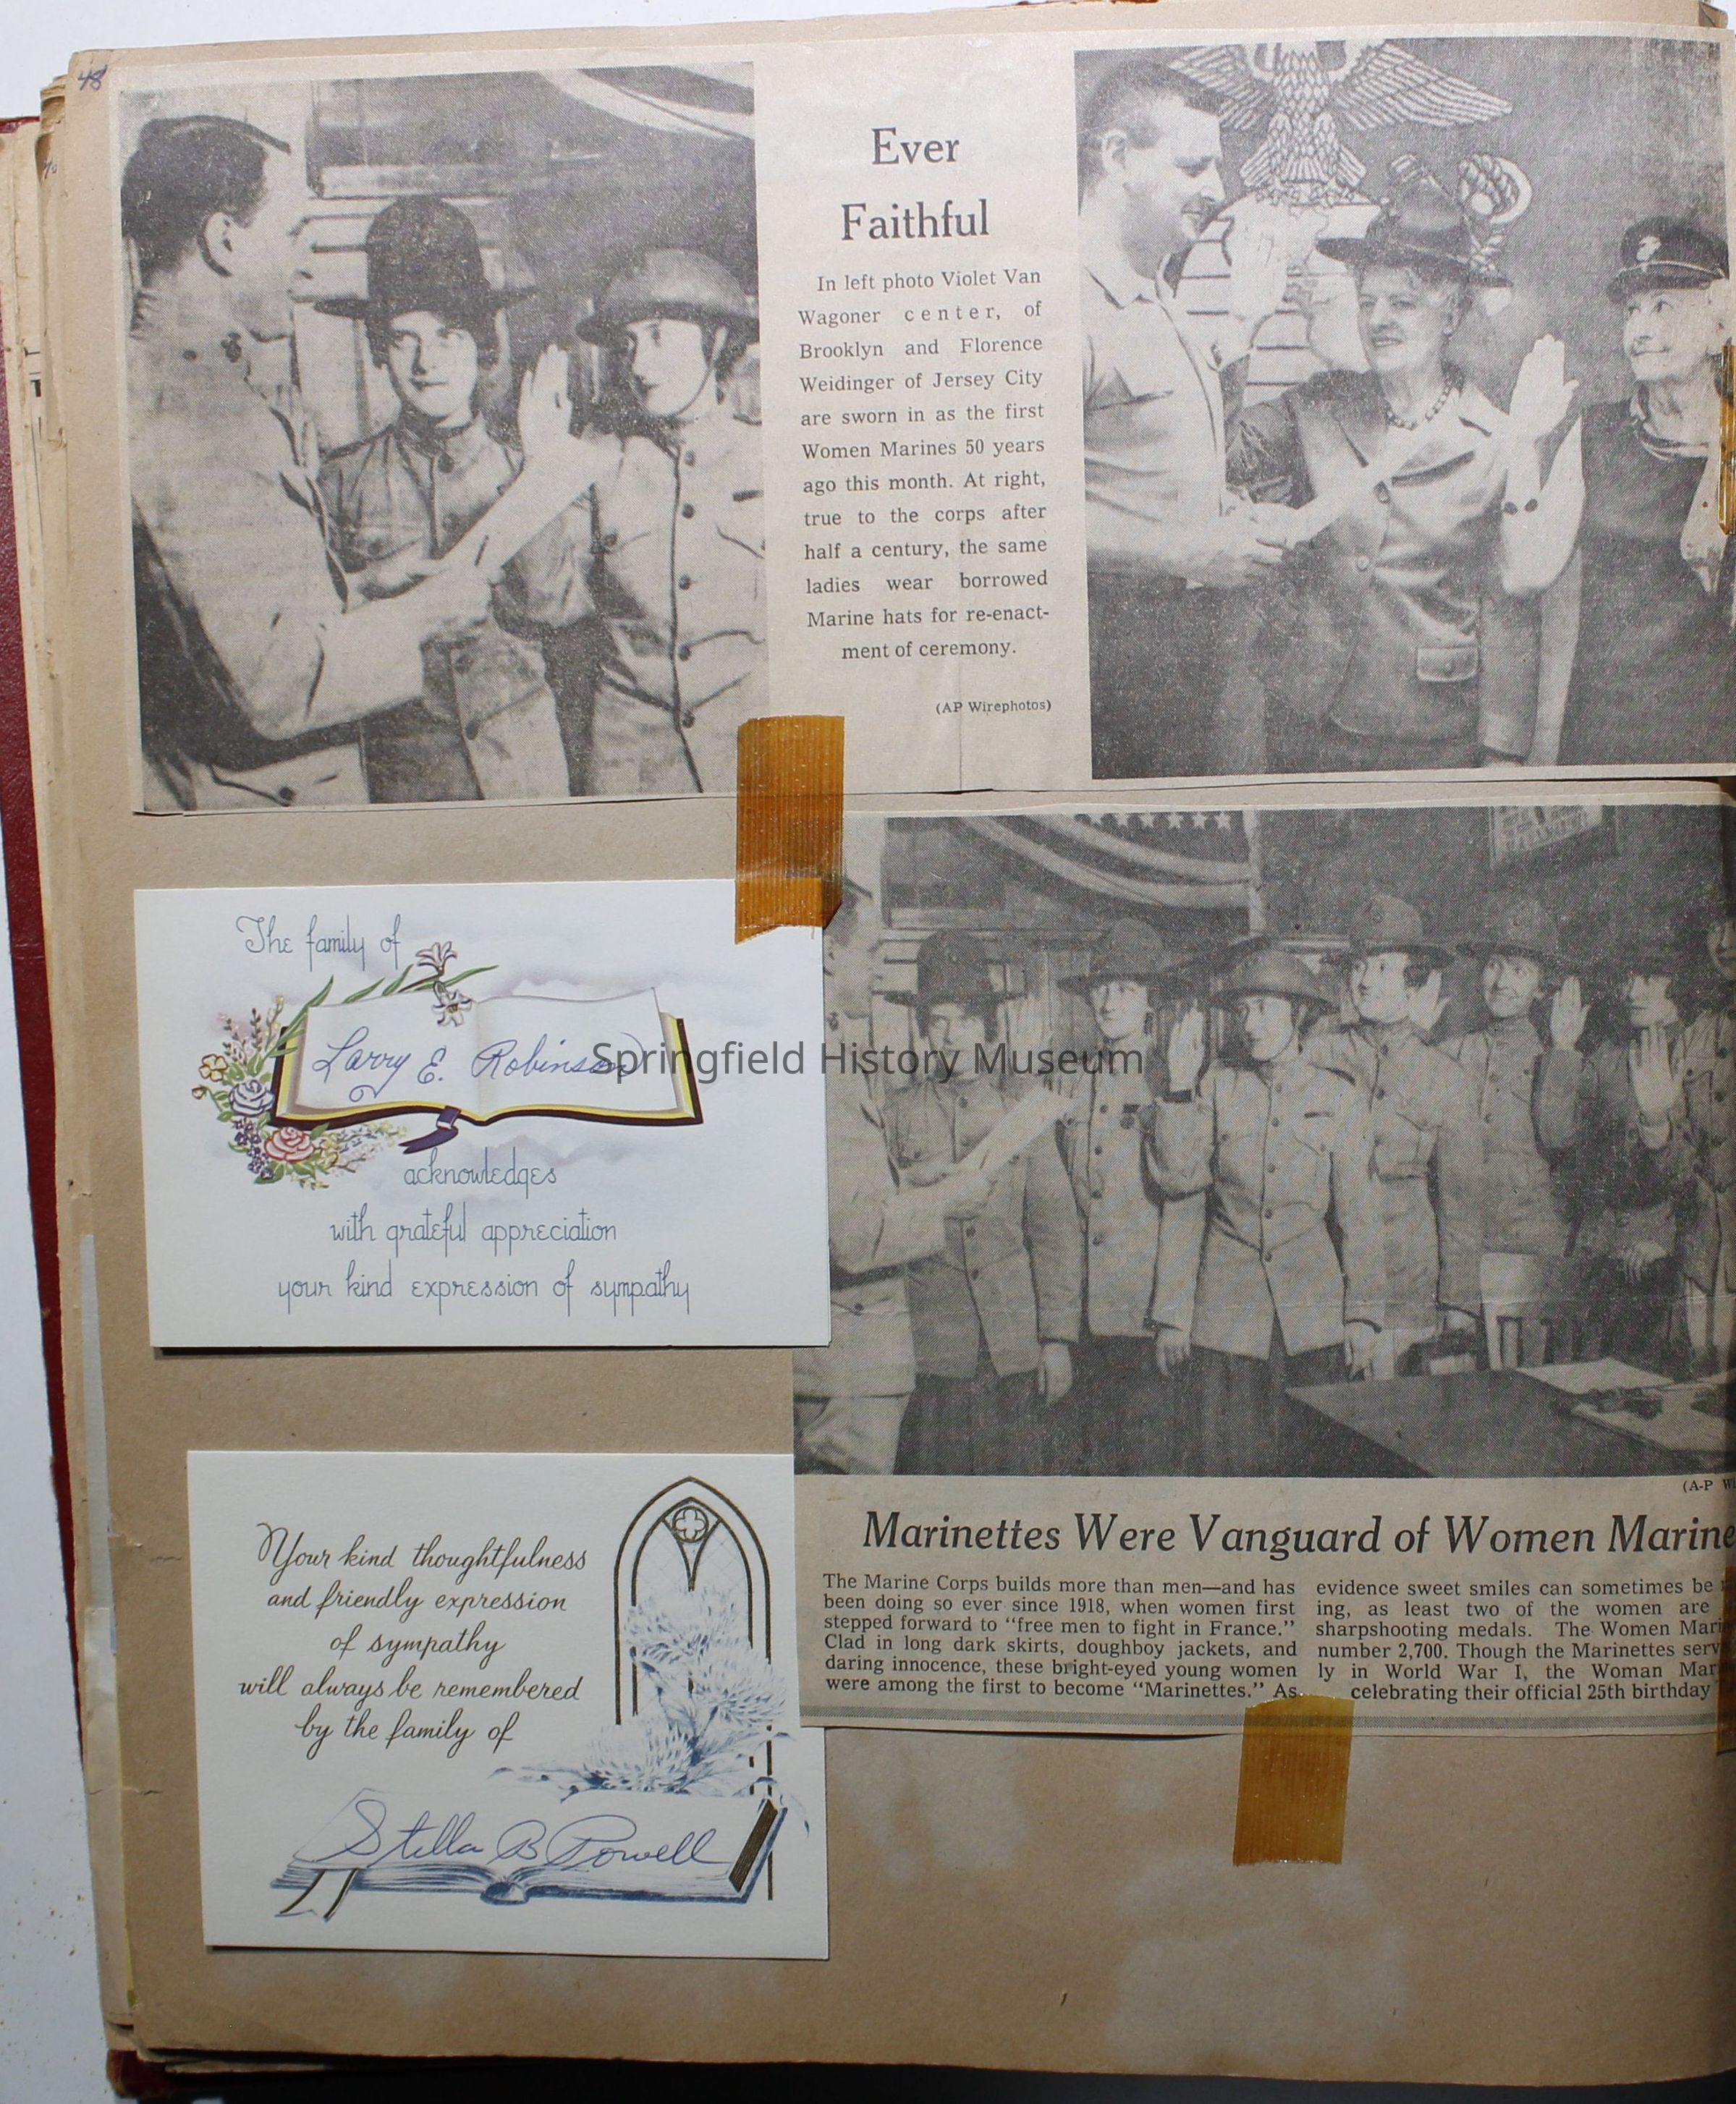 48
Ever
Faithful
In left photo Violet Van
Wagoner center, of
Brooklyn and Florence
Weidinger of Jersey City
are sworn in as the first
Women Marines 50 years
ago this month. At right,
true to the corps after
half a century, the same
ladies wear borrowed
Marine hats for re-enact-
ment of ceremony.
(AP Wirephotos)
The family of
Larry E. Robinson
acknowledges
with grateful appreciation
your kind expression of sympathy
Springfield History Museum
Your kind thoughtfulness
and friendly expression
of sympathy
will always be remembered
by the family of
Stella B Powell
(A-P
Marinettes Were Vanguard of Women Marine
The Marine Corps builds more than men—and has
been doing so ever since 1918, when women first
stepped forward to "free men to fight in France."
Clad in long dark skirts, doughboy jackets, and
daring innocence, these bright-eyed young women
were among the first to become "Marinettes." As
evidence sweet smiles can sometimes be
ing, as least two of the women are
sharpshooting medals. The Women Mari
number 2,700. Though the Marinettes serv
ly in World War I, the Woman Mar
celebrating their official 25th birthday